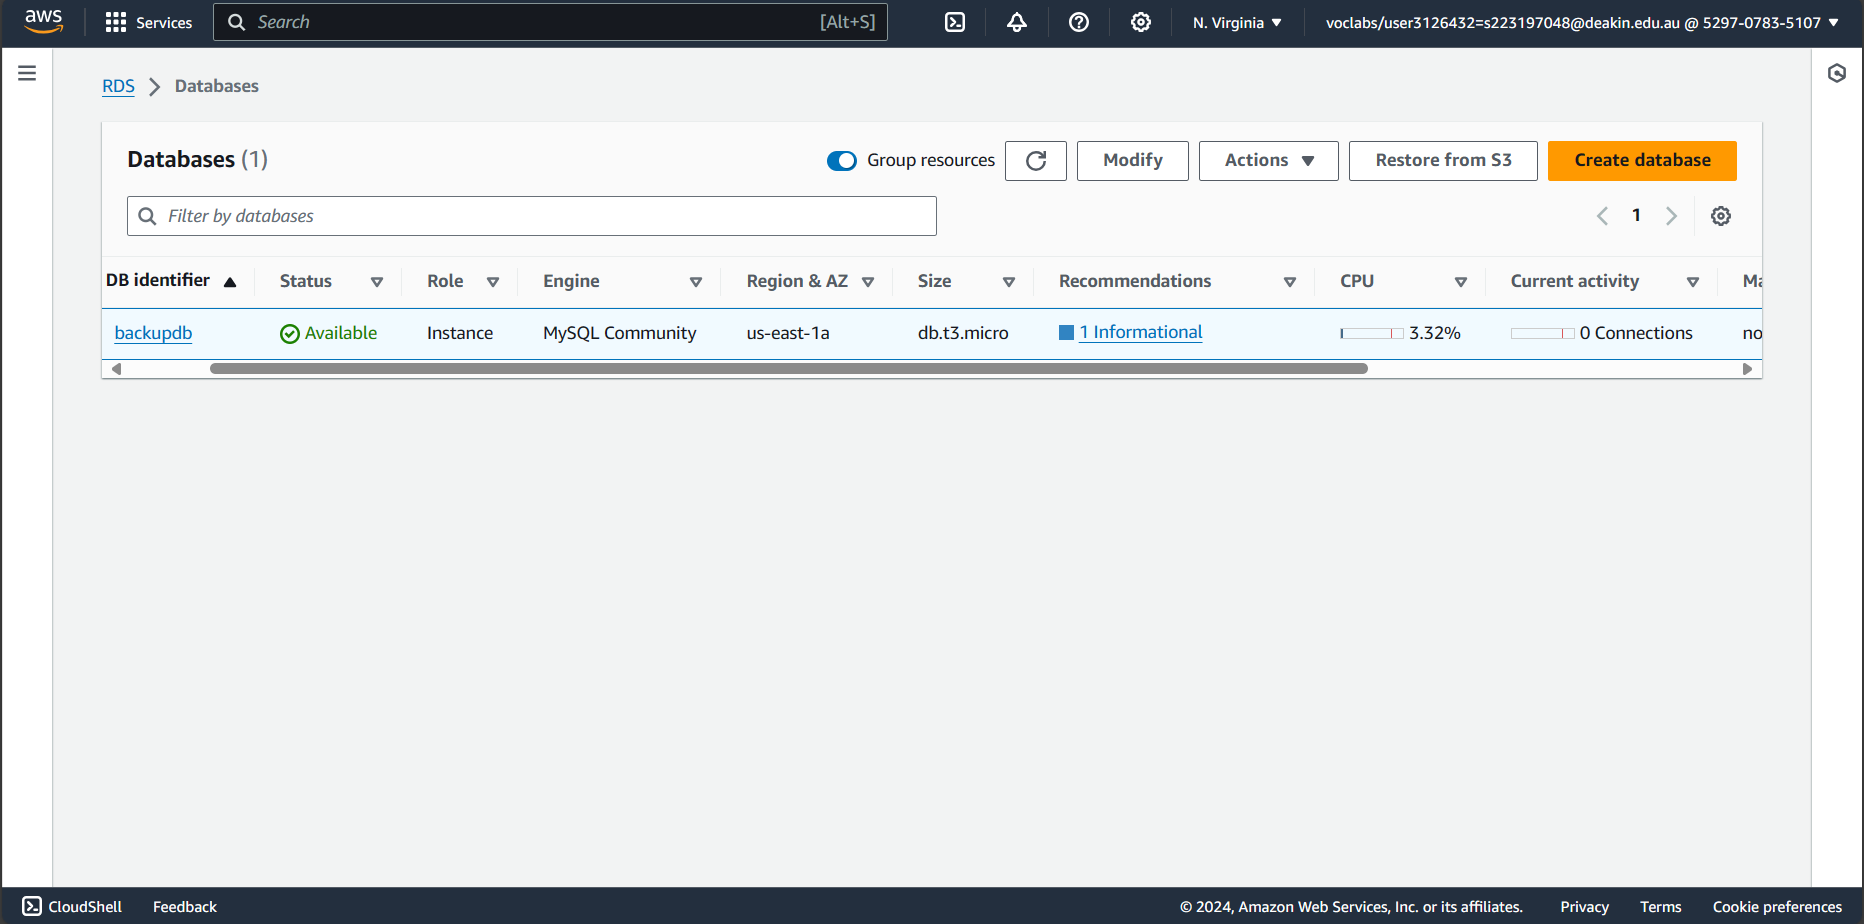 aws Services Search [Alt+S] N. Virginia voclabs/user3126432=s223197048@deakin.edu.au @ 5297-0783-5107
RDS Databases
Databases (1) Group resources Modify Actions Restore from S3 Create database
Filter by databases 1
DB identifier Status Role Engine Region & AZ Size Recommendations CPU Current activity Ma
backupdb Available Instance MySQL Community us-east-1a db.t3.micro 1 Informational 3.32% 0 Connections no
CloudShell Feedback © 2024, Amazon Web Services, Inc. or its affiliates. Privacy Terms Cookie preferences